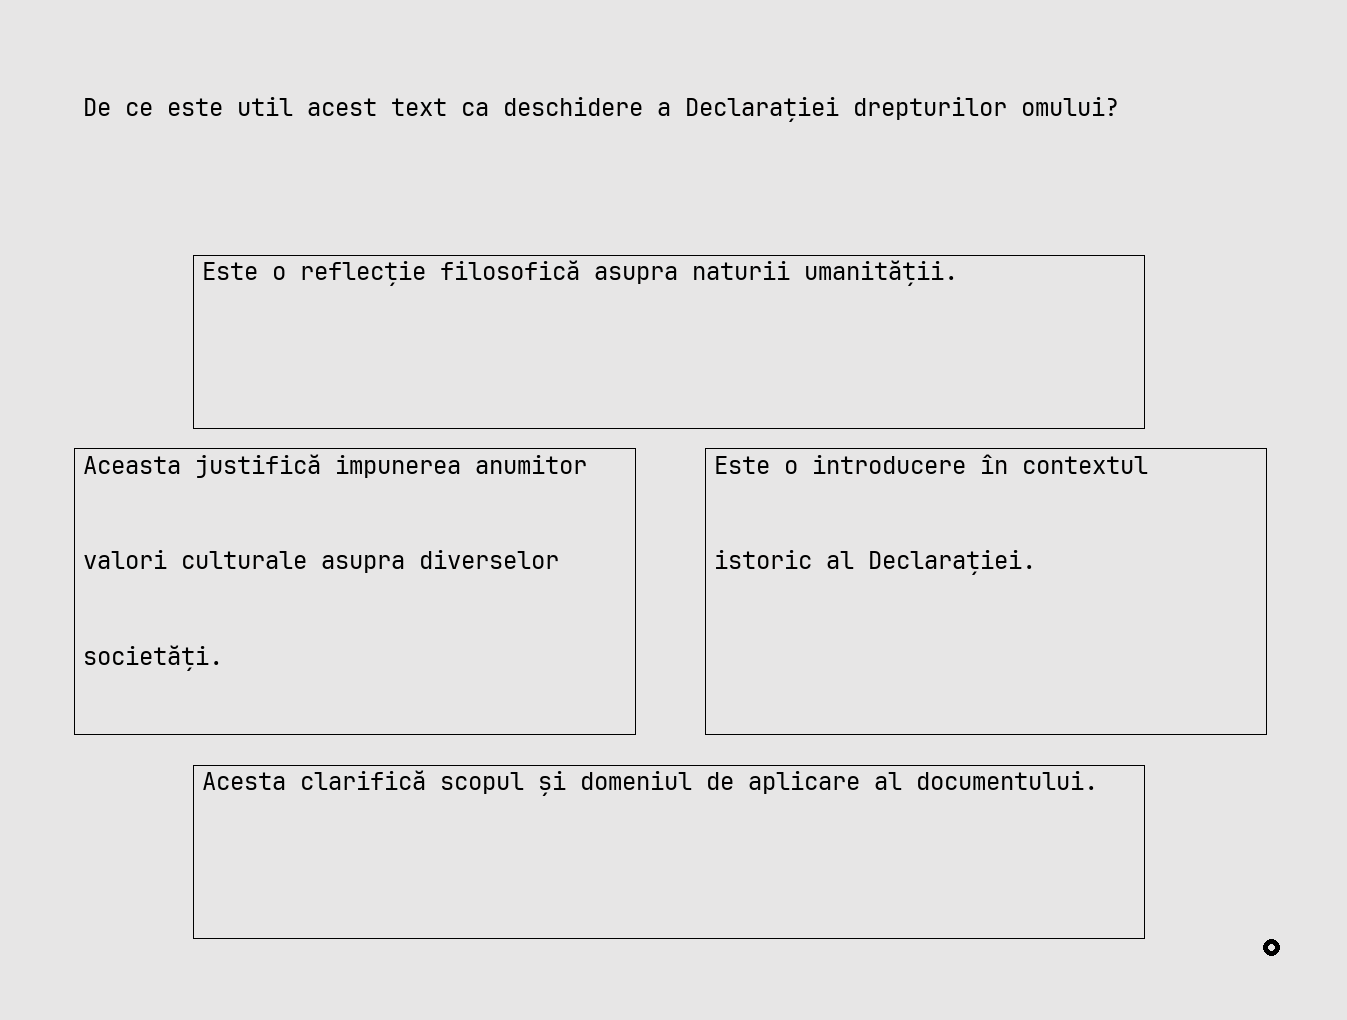 De ce este util acest text ca deschidere a Declarației drepturilor omului?
Este o reflecție filosofică asupra naturii umanității.
Aceasta justifică impunerea anumitor
valori culturale asupra diverselor
societăți.
Este o introducere în contextul
istoric al Declarației.
Acesta clarifică scopul și domeniul de aplicare al documentului.